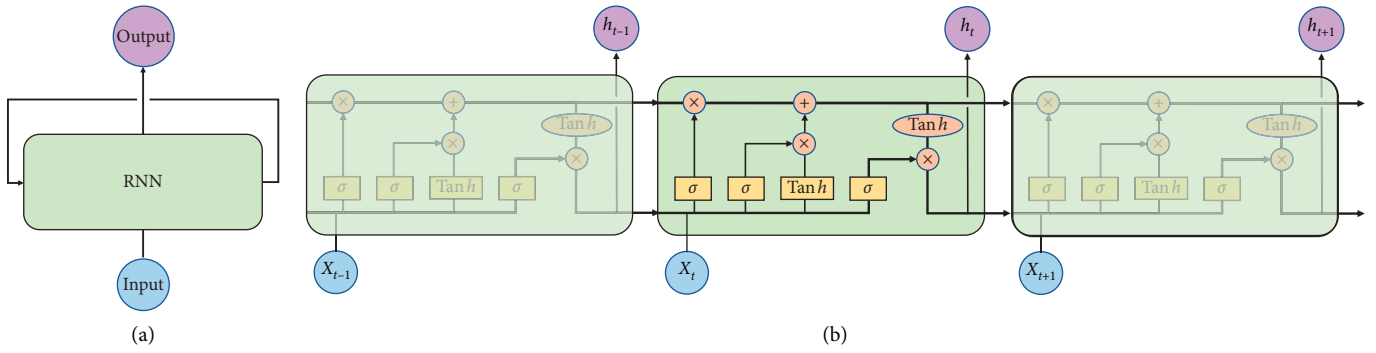 Output
RNN
Input
(a)
h_{t–1} h_t h_{t+1}
× + Tan h × ×
σ σ Tan h σ
X_{t–1}
× + Tan h × ×
σ σ Tan h σ
X_t
× + Tan h × ×
σ σ Tan h σ
X_{t+1}
(b)